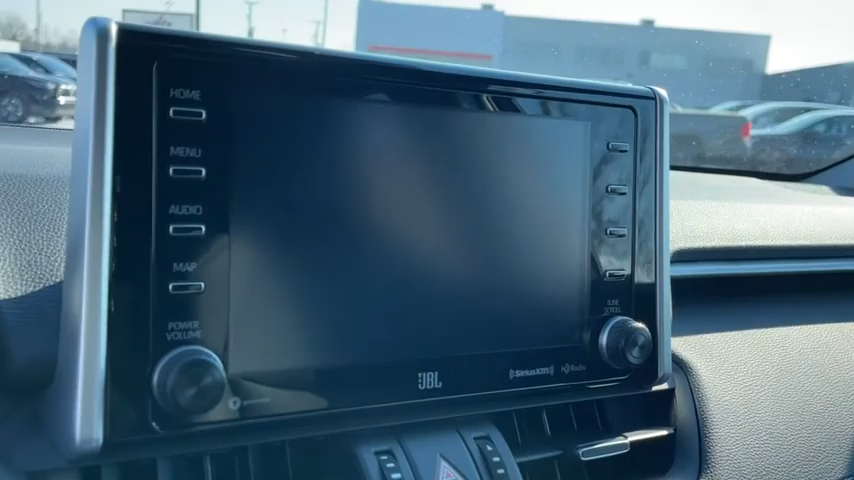 HOME
MENU
AUDIO
MAP
POWER
VOLUME
TUNE
SCROLL
JBL
SiriusXM
HD Radio